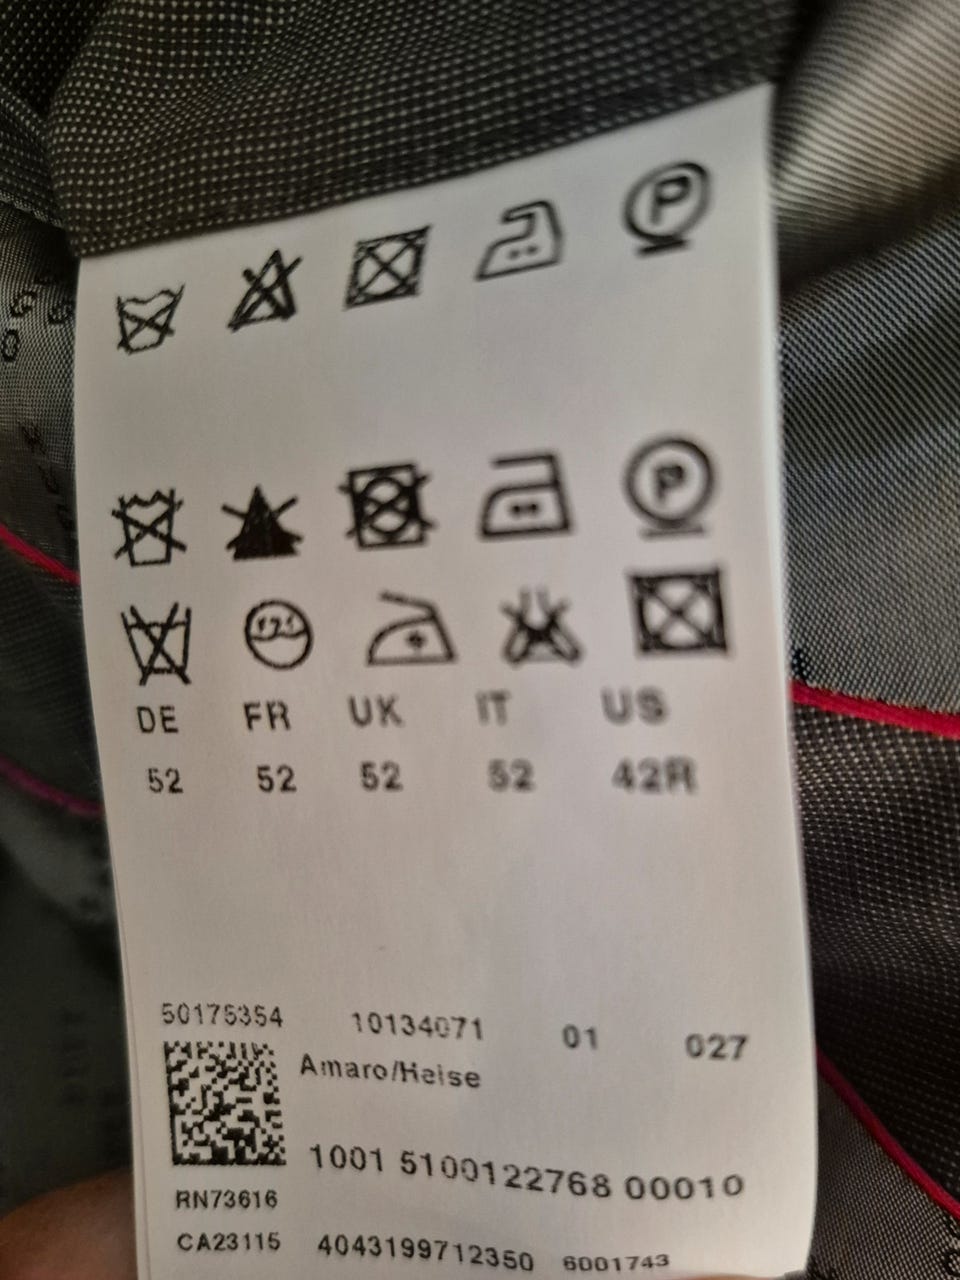 P
P
DE FR UK IT US
52 52 52 52 42R
50175354 10134071 01 027
Amaro/Heise
1001 5100122768 00010
RN73616
CA23115 4043199712350 6001743